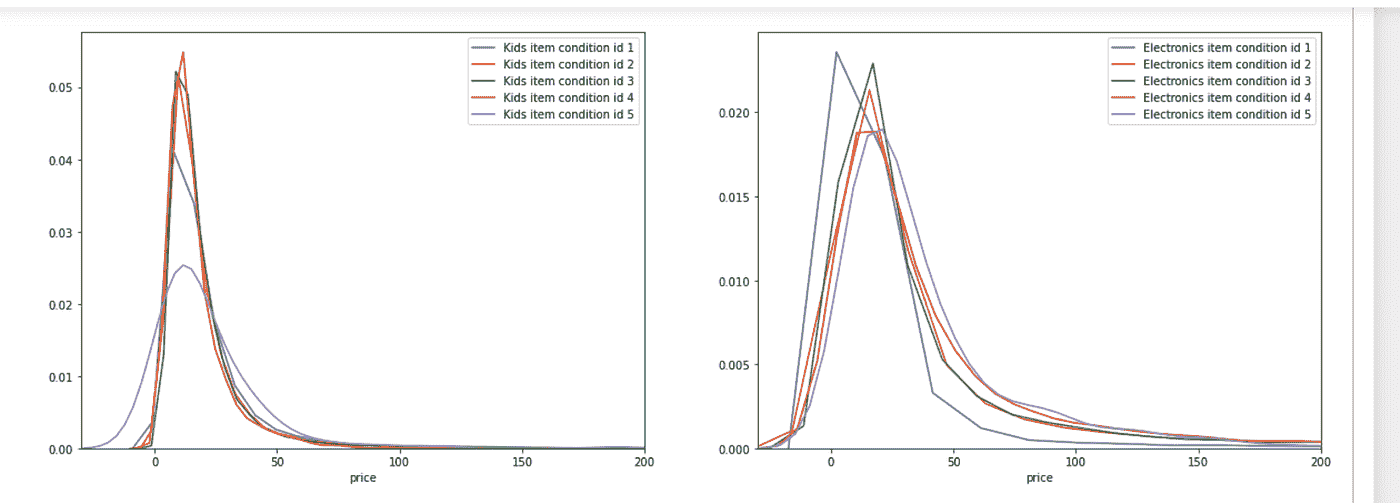 Kids item condition id 1
Kids item condition id 2
Kids item condition id 3
Kids item condition id 4
Kids item condition id 5
0.05
0.04
0.03
0.02
0.01
0.00
0 50 100 150 200
price
Electronics item condition id 1
Electronics item condition id 2
Electronics item condition id 3
Electronics item condition id 4
Electronics item condition id 5
0.020
0.015
0.010
0.005
0.000
0 50 100 150 200
price